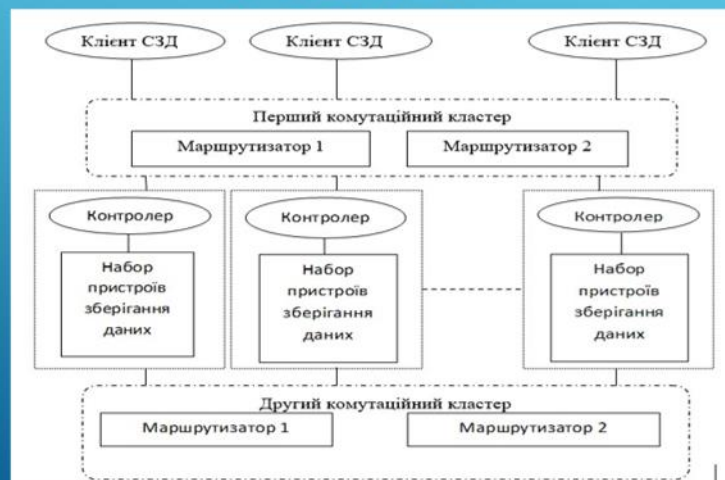 Клієнт СЗД Клієнт СЗД Клієнт СЗД
Перший комутаційний кластер
Маршрутизатор 1 Маршрутизатор 2
Контролер Контролер Контролер
Набор Набор Набор
пристроїв пристроїв пристроїв
зберігання зберігання зберігання
даних даних даних
Другий комутаційний кластер
Маршрутизатор 1 Маршрутизатор 2